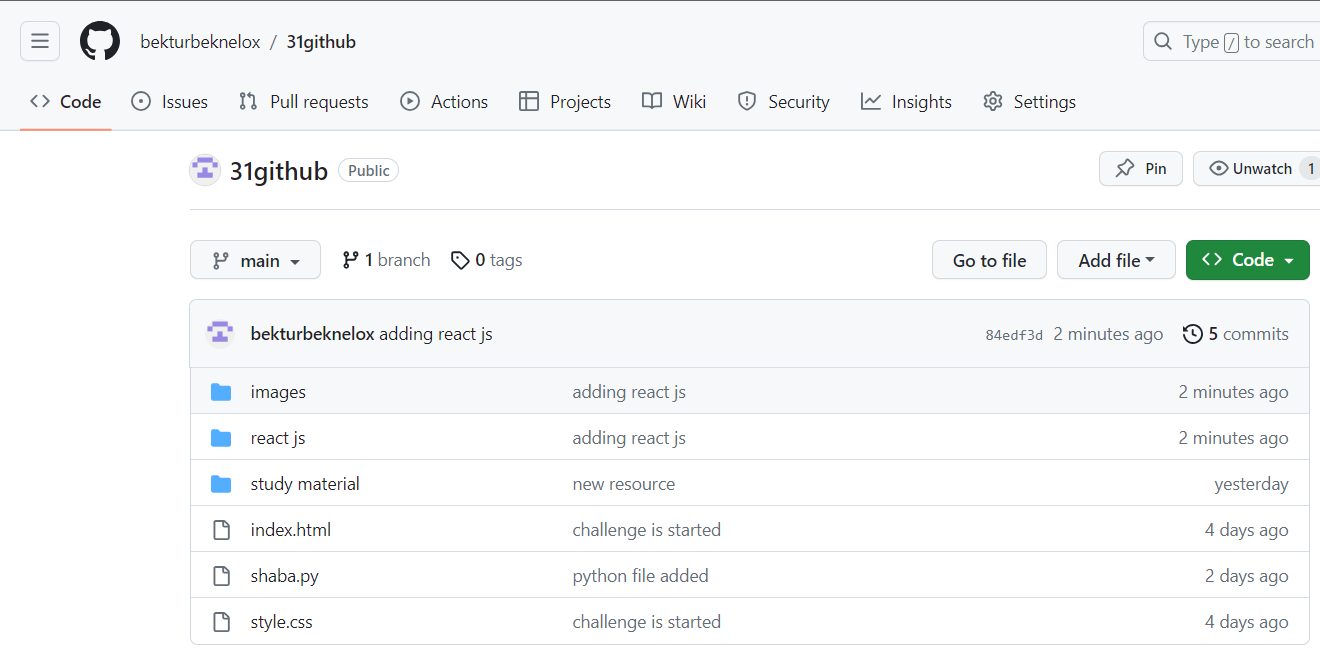 bekturbeknelox / 31github
Type / to search
Code Issues Pull requests Actions Projects Wiki Security Insights Settings
31github Public Pin Unwatch 1
main 1 branch 0 tags Go to file Add file Code
bekturbeknelox adding react js 84edf3d 2 minutes ago 5 commits
images adding react js 2 minutes ago
react js adding react js 2 minutes ago
study material new resource yesterday
index.html challenge is started 4 days ago
shaba.py python file added 2 days ago
style.css challenge is started 4 days ago